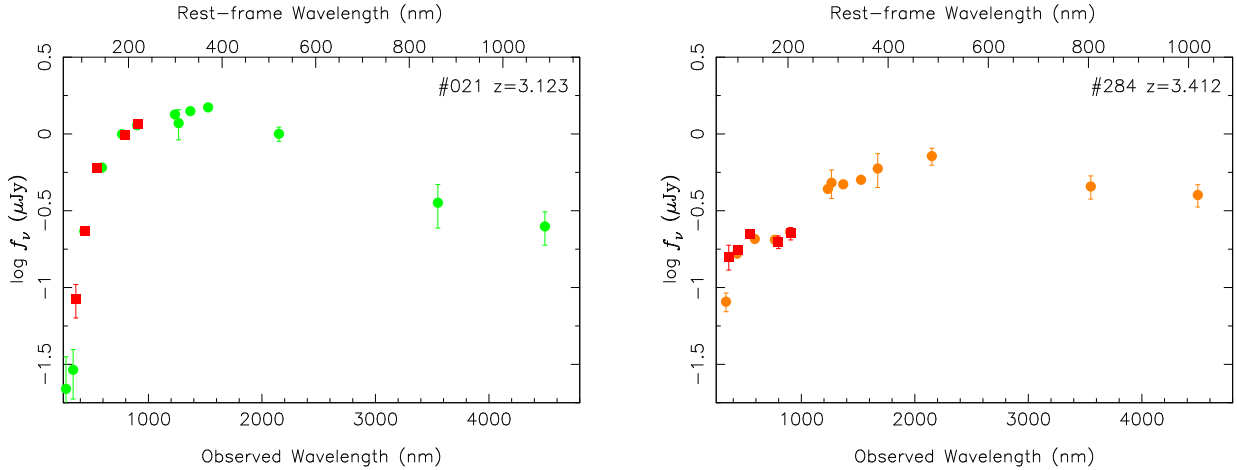 Rest-frame Wavelength (nm)
200 400 600 800 1000
#021 z=3.123
0.5
0
−0.5
−1
−1.5
log fν (μJy)
1000 2000 3000 4000
Observed Wavelength (nm)
Rest-frame Wavelength (nm)
200 400 600 800 1000
#284 z=3.412
0.5
0
−0.5
−1
−1.5
log fν (μJy)
1000 2000 3000 4000
Observed Wavelength (nm)